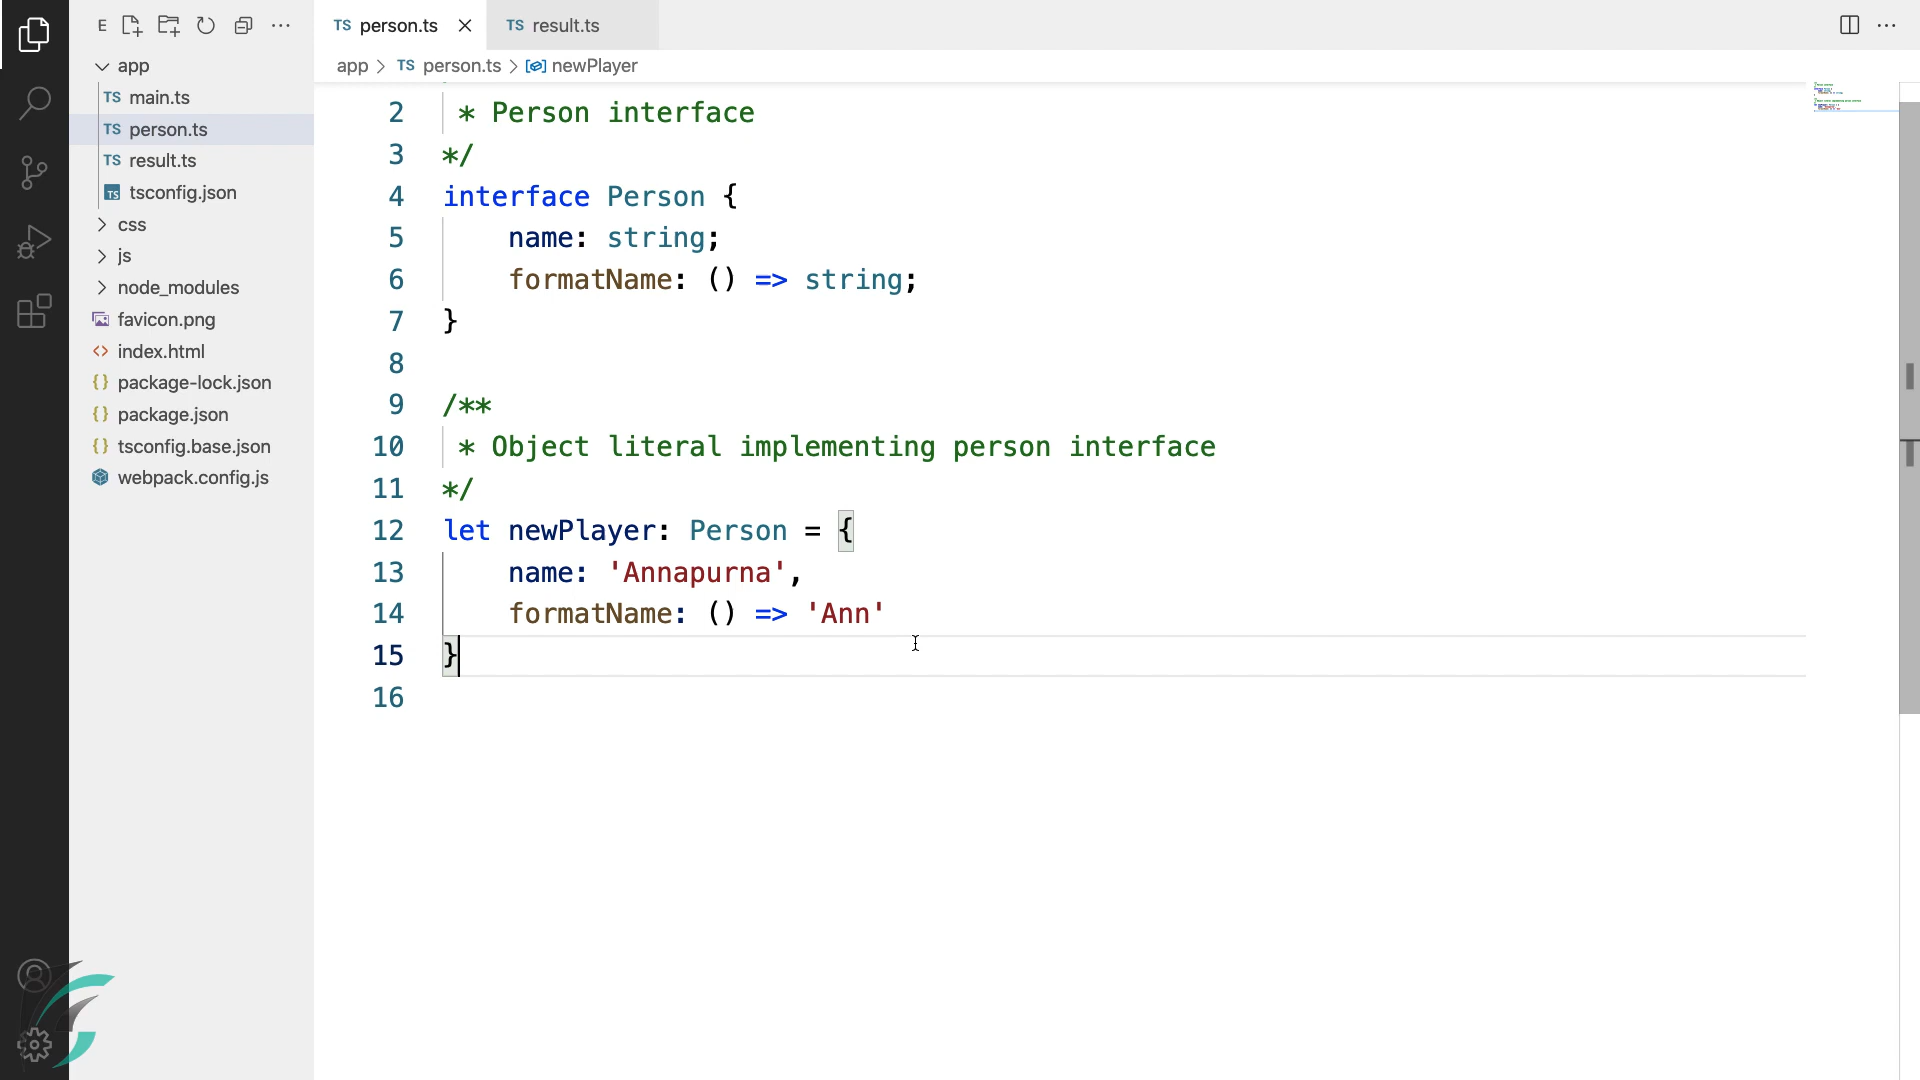 E
TS person.ts
TS result.ts
app > TS person.ts > newPlayer
app
TS main.ts
TS person.ts
TS result.ts
TS tsconfig.json
css
js
node_modules
favicon.png
<> index.html
{} package-lock.json
{} package.json
{} tsconfig.base.json
webpack.config.js
2 * Person interface
3 */
4 interface Person {
5 name: string;
6 formatName: () => string;
7 }
8
9 /**
10 * Object literal implementing person interface
11 */
12 let newPlayer: Person = {
13 name: 'Annapurna',
14 formatName: () => 'Ann'
15 }
16